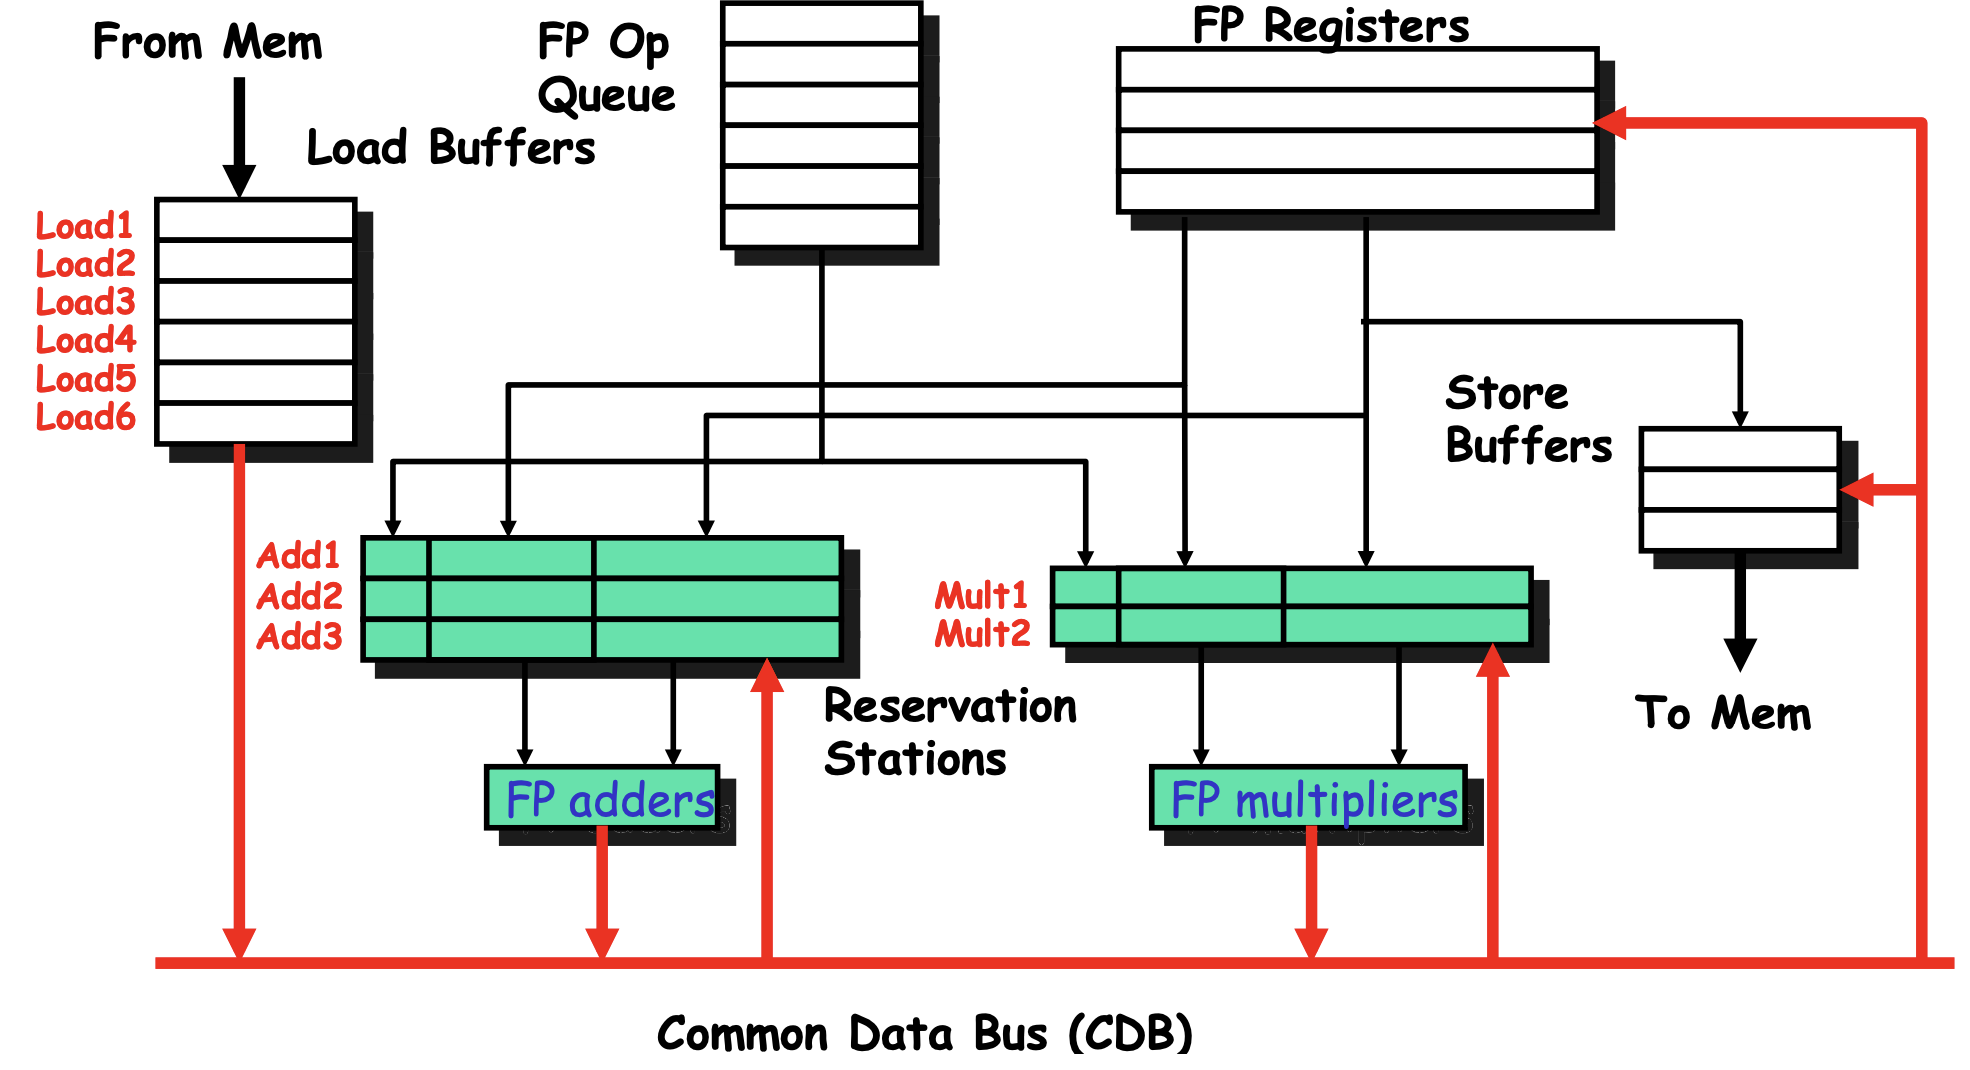 From Mem
FP Op
Queue
FP Registers
Load Buffers
Load1
Load2
Load3
Load4
Load5
Load6
Store
Buffers
Add1
Add2
Add3
Mult1
Mult2
Reservation
Stations
To Mem
FP adders
FP multipliers
Common Data Bus (CDB)